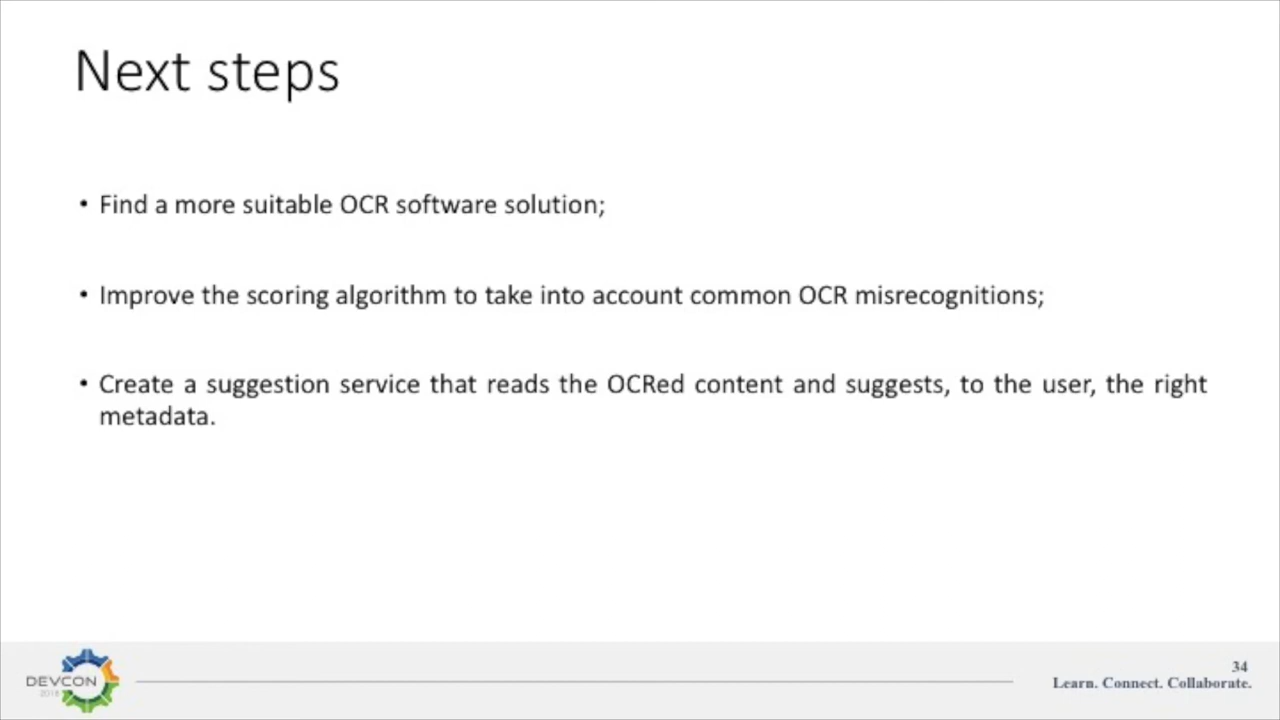 Next steps
• Find a more suitable OCR software solution;
• Improve the scoring algorithm to take into account common OCR misrecognitions;
• Create a suggestion service that reads the OCRed content and suggests, to the user, the right
metadata.
DEVCON
34
Learn. Connect. Collaborate.